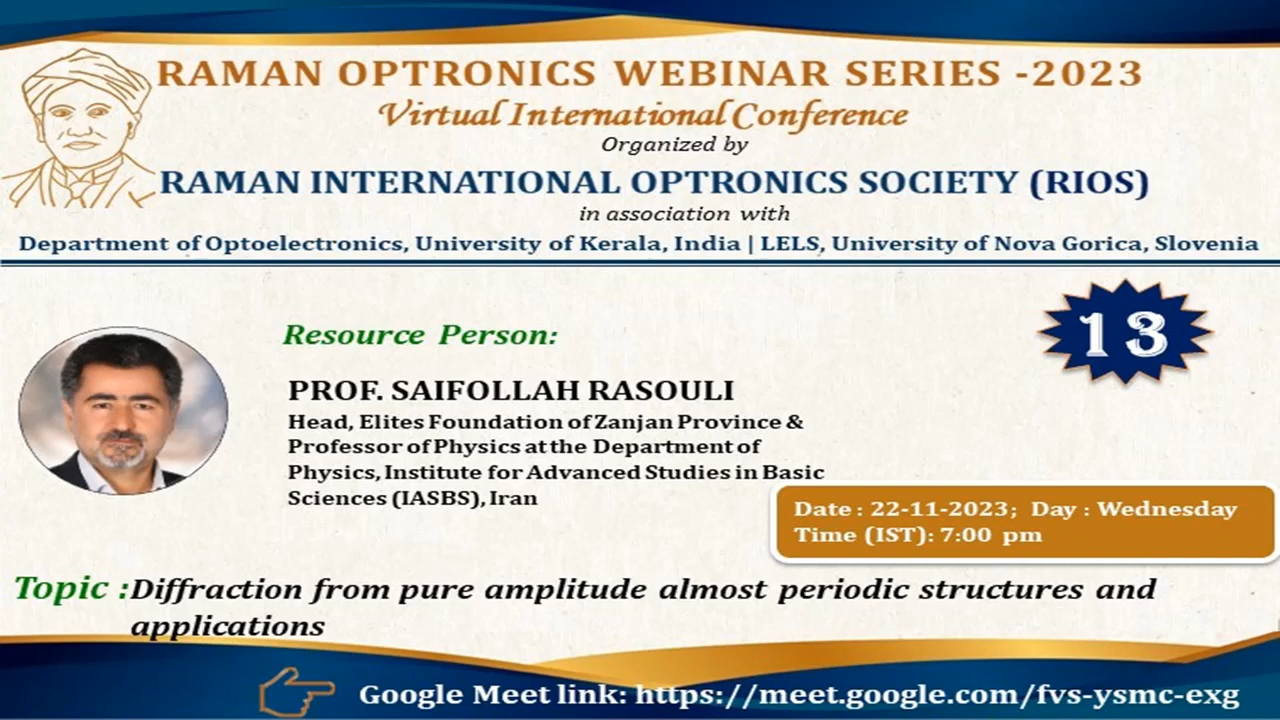 RAMAN OPTRONICS WEBINAR SERIES -2023
Virtual International Conference
Organized by
RAMAN INTERNATIONAL OPTRONICS SOCIETY (RIOS)
in association with
Department of Optoelectronics, University of Kerala, India | LELS, University of Nova Gorica, Slovenia
13
Resource Person:
PROF. SAIFOLLAH RASOULI
Head, Elites Foundation of Zanjan Province &
Professor of Physics at the Department of
Physics, Institute for Advanced Studies in Basic
Sciences (IASBS), Iran
Date : 22-11-2023; Day : Wednesday
Time (IST): 7:00 pm
Topic :Diffraction from pure amplitude almost periodic structures and
applications
Google Meet link: https://meet.google.com/fvs-ysmc-exg